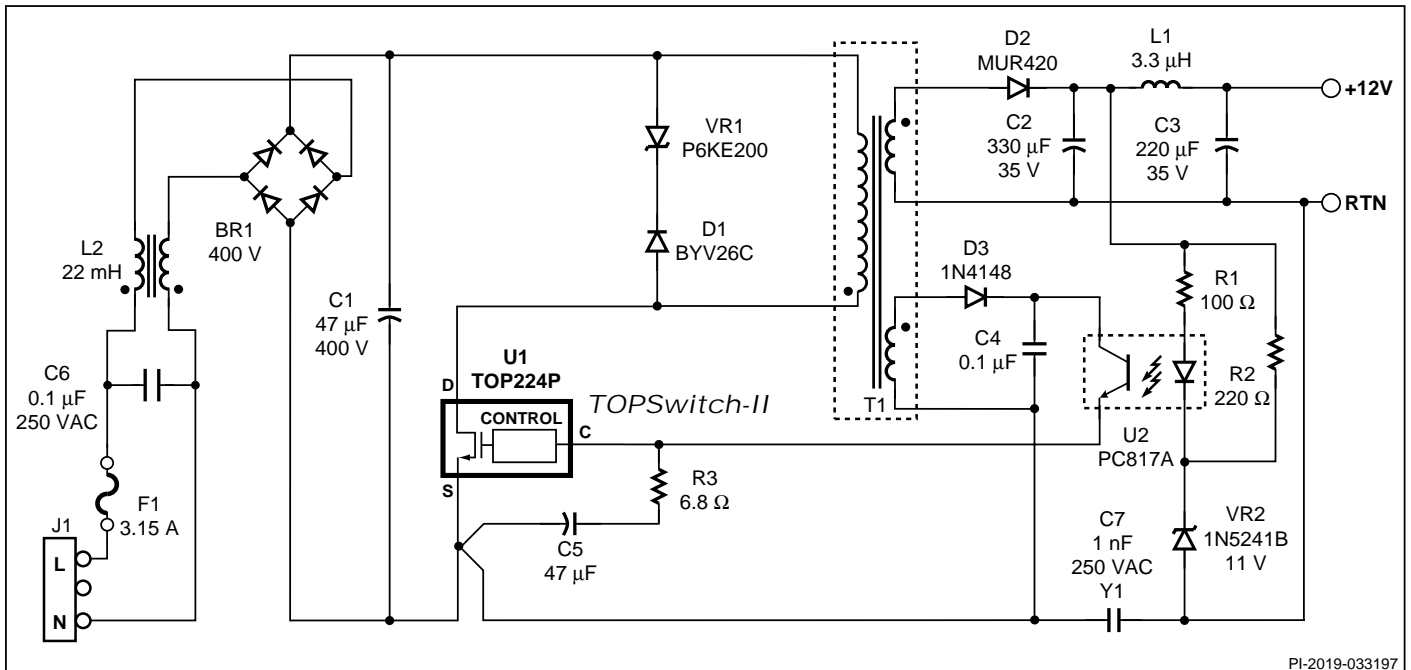 D2
MUR420
L1
3.3 μH
+12V
VR1
P6KE200
C2
330 μF
35 V
C3
220 μF
35 V
RTN
BR1
400 V
L2
22 mH
D1
BYV26C
D3
1N4148
R1
100 Ω
C1
47 μF
400 V
C4
0.1 μF
U1
TOP224P
R2
220 Ω
C6
0.1 μF
250 VAC
D
CONTROL
C
S
TOPSwitch-II
T1
U2
PC817A
R3
6.8 Ω
F1
3.15 A
J1
L
N
C5
47 μF
C7
1 nF
250 VAC
Y1
VR2
1N5241B
11 V
PI-2019-033197